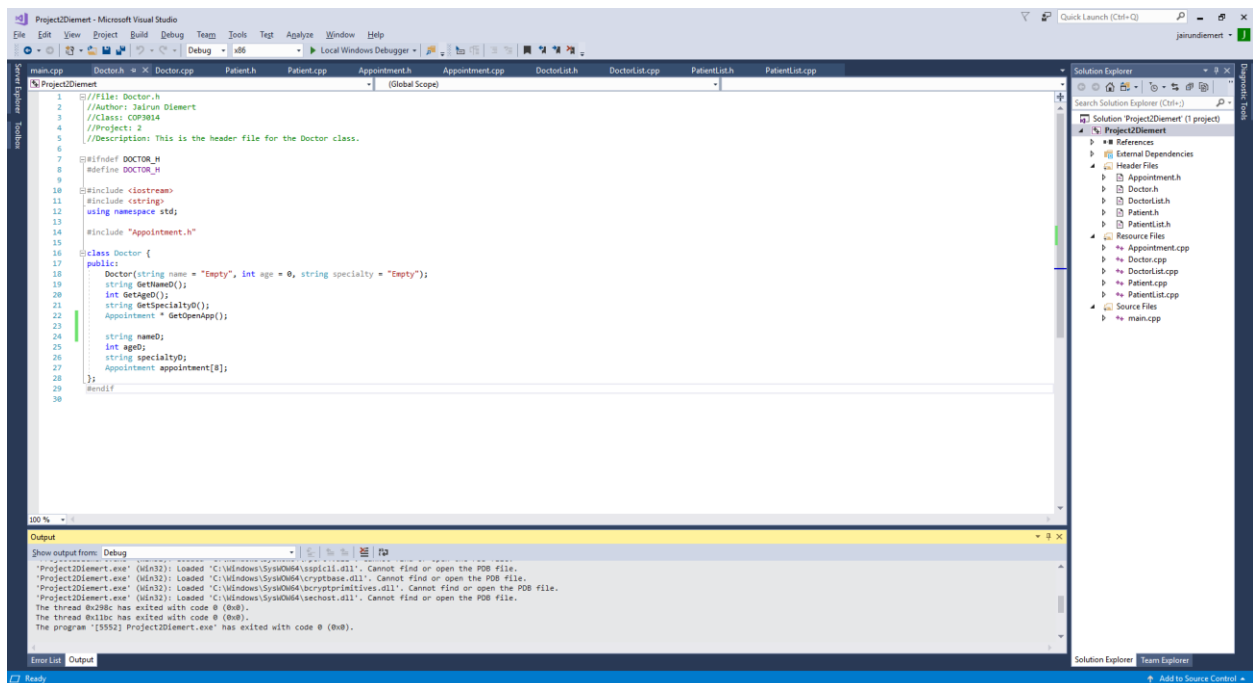 Project2Diemert - Microsoft Visual Studio
Quick Launch (Ctrl+Q)
File Edit View Project Build Debug Team Tools Test Analyze Window Help
jairundiemert
J
Debug x86 Local Windows Debugger
Server Explorer
Toolbox
main.cpp Doctor.h Doctor.cpp Patient.h Patient.cpp Appointment.h Appointment.cpp DoctorList.h DoctorList.cpp PatientList.h PatientList.cpp
Project2Diemert (Global Scope)
1 //File: Doctor.h
2 //Author: Jairun Diemert
3 //Class: COP3014
4 //Project: 2
5 //Description: This is the header file for the Doctor class.
6
7 #ifndef DOCTOR_H
8 #define DOCTOR_H
9
10 #include <iostream>
11 #include <string>
12 using namespace std;
13
14 #include "Appointment.h"
15
16 class Doctor {
17 public:
18 Doctor(string name = "Empty", int age = 0, string specialty = "Empty");
19 string GetNameD();
20 int GetAgeD();
21 string GetSpecialtyD();
22 Appointment * GetOpenApp();
23
24 string nameD;
25 int ageD;
26 string specialtyD;
27 Appointment appointment[8];
28 };
29 #endif
30
100 %
Output
Show output from: Debug
'Project2Diemert.exe' (Win32): Loaded 'C:\Windows\SysWOW64\sspicli.dll'. Cannot find or open the PDB file.
'Project2Diemert.exe' (Win32): Loaded 'C:\Windows\SysWOW64\cryptbase.dll'. Cannot find or open the PDB file.
'Project2Diemert.exe' (Win32): Loaded 'C:\Windows\SysWOW64\bcryptprimitives.dll'. Cannot find or open the PDB file.
'Project2Diemert.exe' (Win32): Loaded 'C:\Windows\SysWOW64\sechost.dll'. Cannot find or open the PDB file.
The thread 0x298c has exited with code 0 (0x0).
The thread 0x11bc has exited with code 0 (0x0).
The program '[5552] Project2Diemert.exe' has exited with code 0 (0x0).
Error List Output
Solution Explorer
Search Solution Explorer (Ctrl+;)
Solution 'Project2Diemert' (1 project)
Project2Diemert
References
External Dependencies
Header Files
Appointment.h
Doctor.h
DoctorList.h
Patient.h
PatientList.h
Resource Files
Appointment.cpp
Doctor.cpp
DoctorList.cpp
Patient.cpp
PatientList.cpp
Source Files
main.cpp
Solution Explorer Team Explorer
Diagnostic Tools
Ready
Add to Source Control